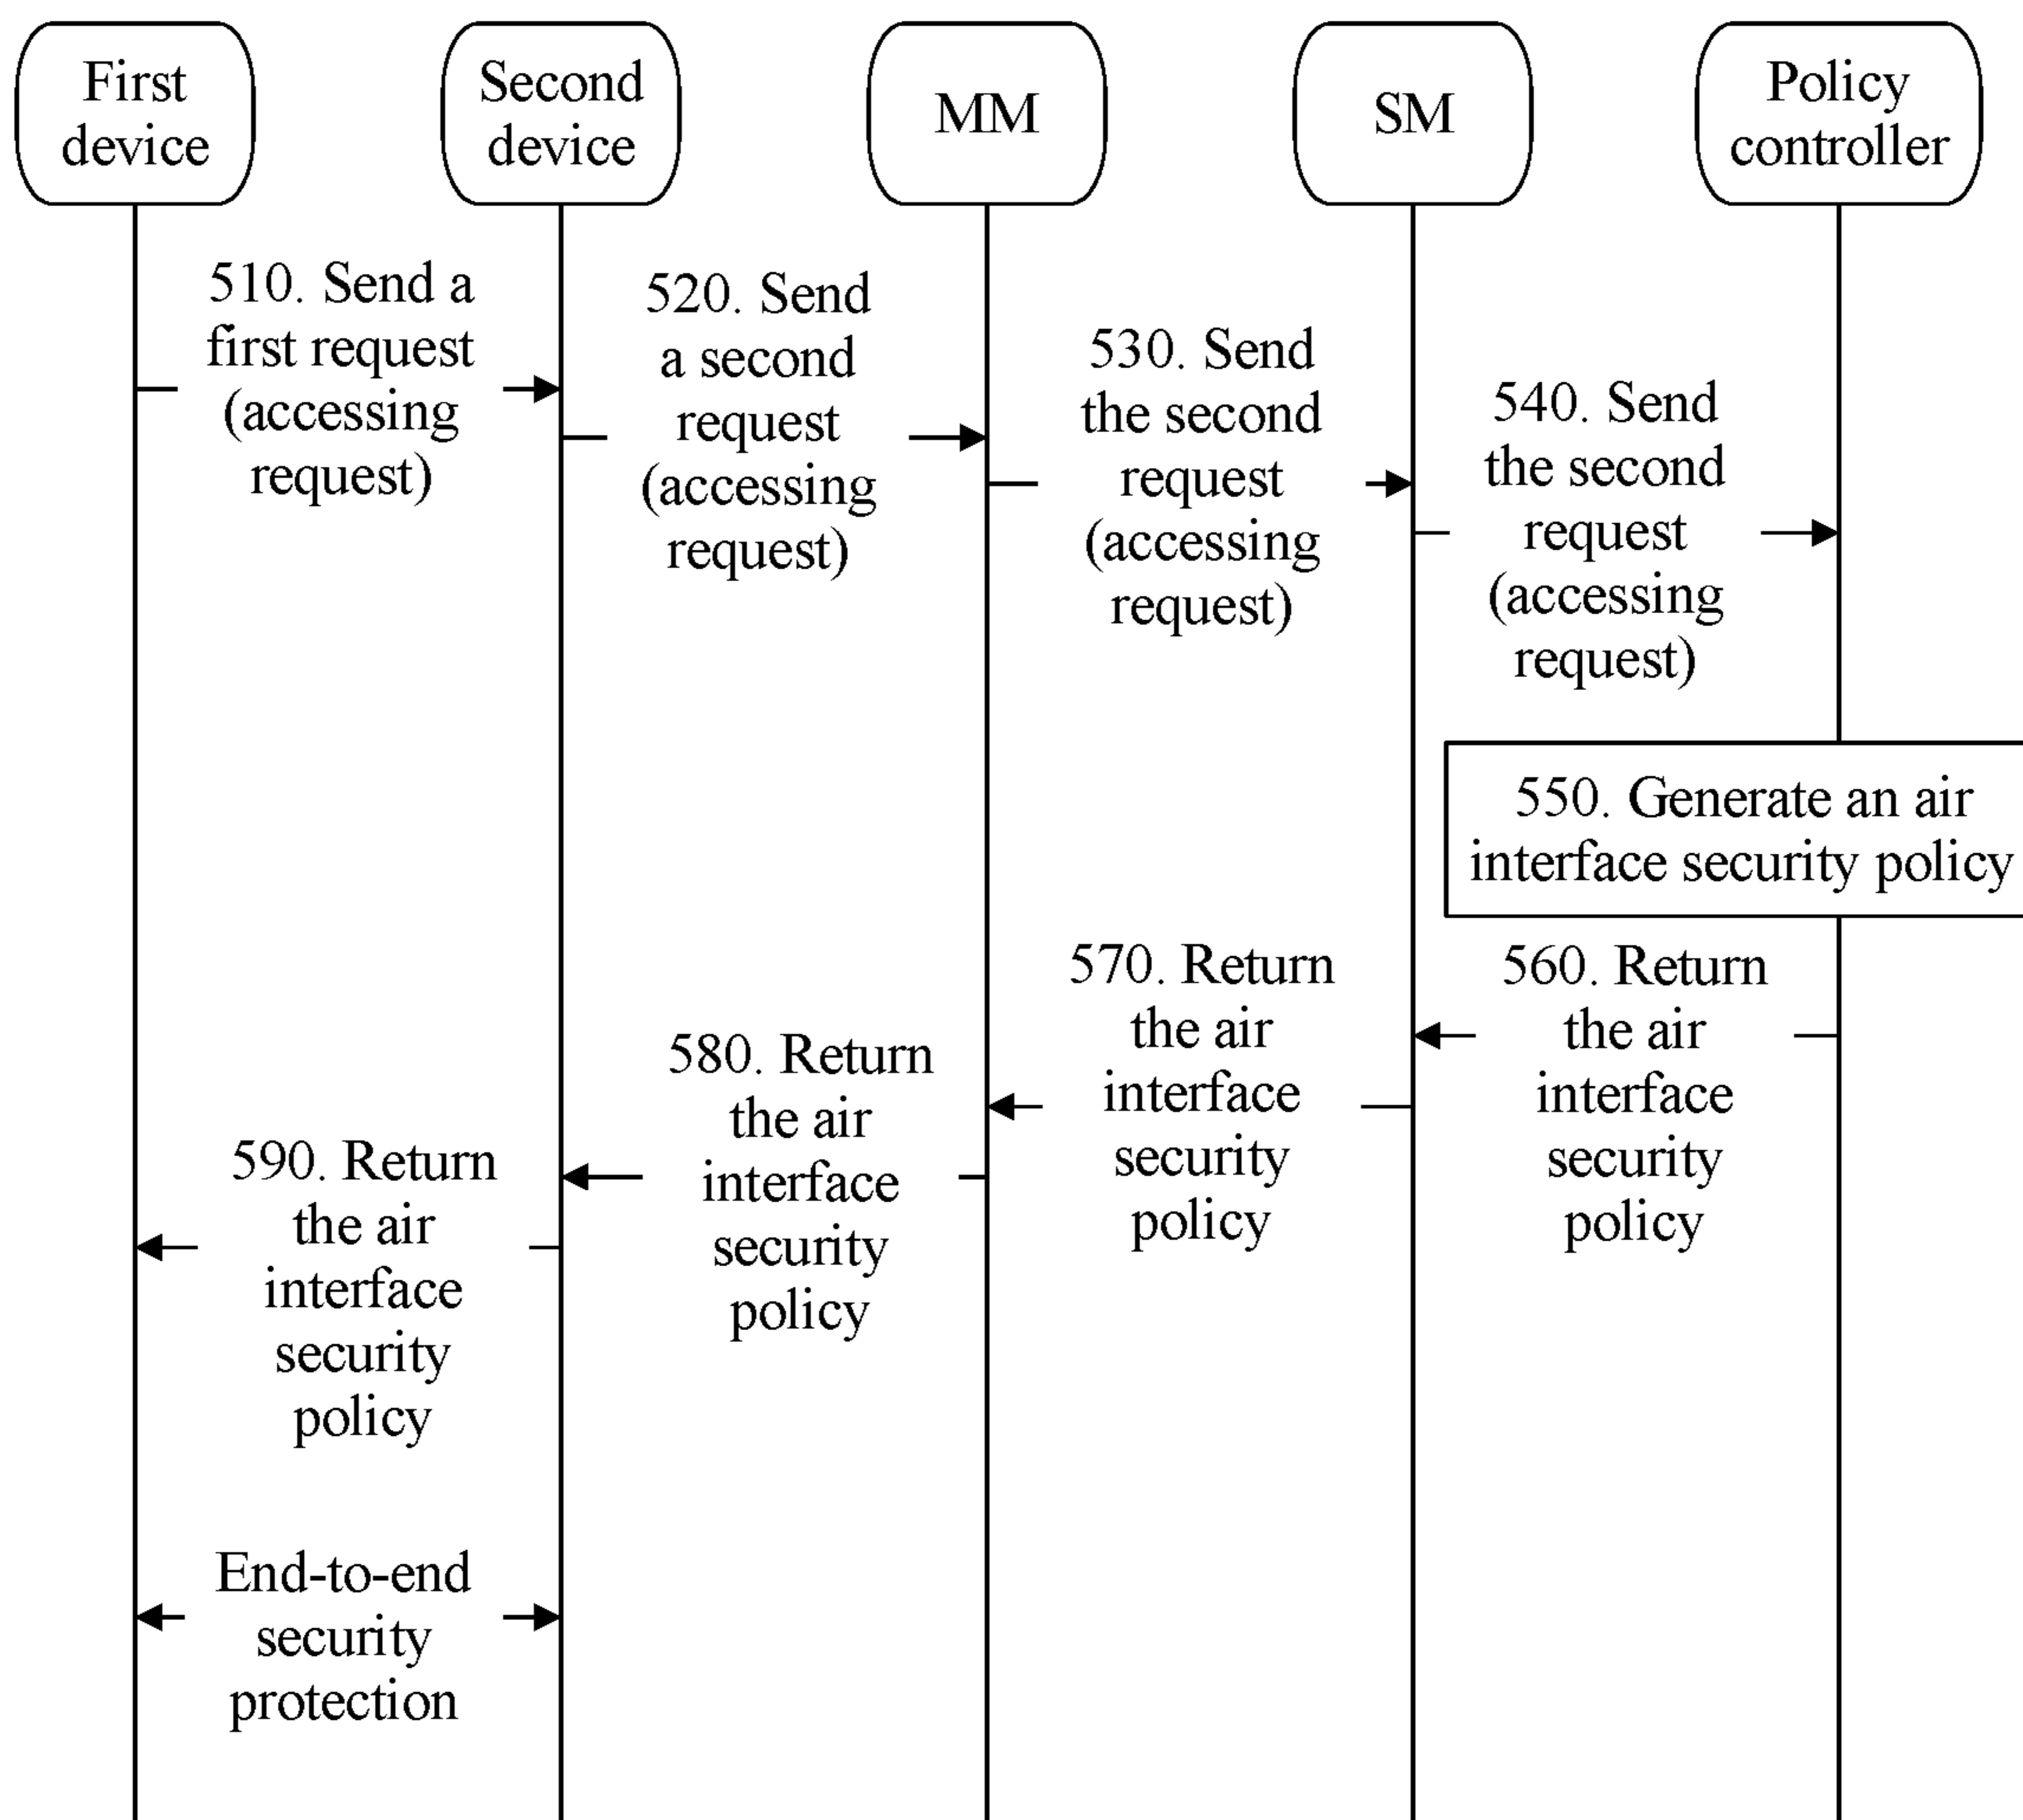 First
device
Second
device
MM
SM
Policy
controller
510. Send a
first request
(accessing
request)
520. Send
a second
request
(accessing
request)
530. Send
the second
request
(accessing
request)
540. Send
the second
request
(accessing
request)
550. Generate an air
interface security policy
560. Return
the air
interface
security
policy
570. Return
the air
interface
security
policy
580. Return
the air
interface
security
policy
590. Return
the air
interface
security
policy
End-to-end
security
protection